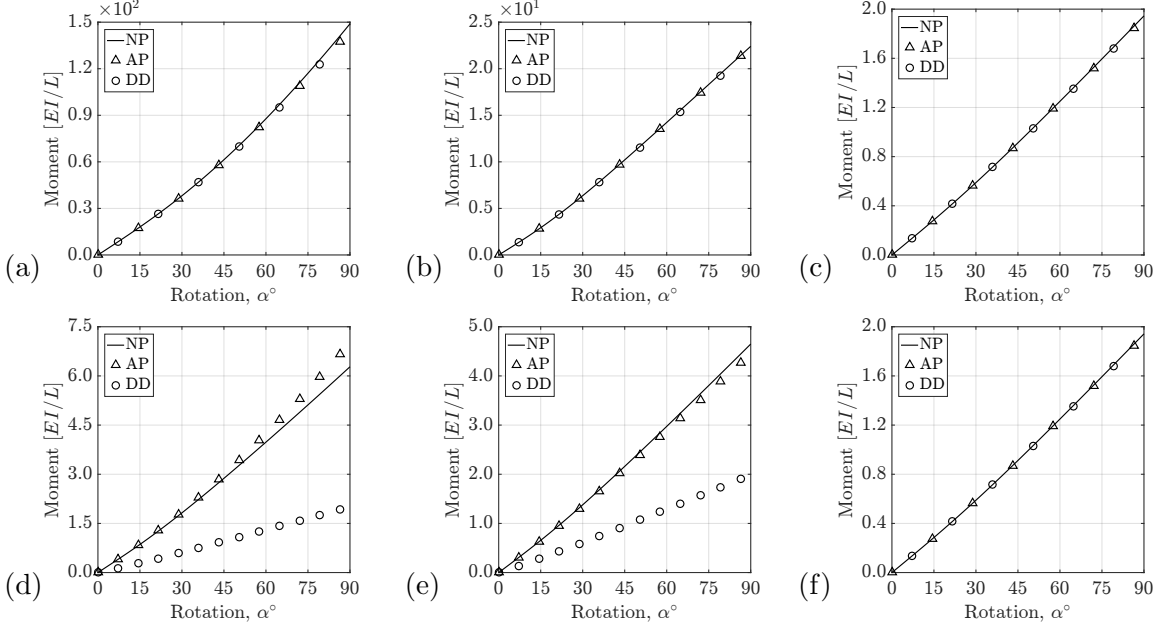 ×10²
1.5
1.2
0.9
0.6
0.3
0.0
0 15 30 45 60 75 90
Moment [EI/L]
Rotation, α°
NP
AP
DD
(a)
×10¹
2.5
2.0
1.5
1.0
0.5
0.0
0 15 30 45 60 75 90
Moment [EI/L]
Rotation, α°
NP
AP
DD
(b)
2.0
1.6
1.2
0.8
0.4
0.0
0 15 30 45 60 75 90
Moment [EI/L]
Rotation, α°
NP
AP
DD
(c)
7.5
6.0
4.5
3.0
1.5
0.0
0 15 30 45 60 75 90
Moment [EI/L]
Rotation, α°
NP
AP
DD
(d)
5.0
4.0
3.0
2.0
1.0
0.0
0 15 30 45 60 75 90
Moment [EI/L]
Rotation, α°
NP
AP
DD
(e)
2.0
1.6
1.2
0.8
0.4
0.0
0 15 30 45 60 75 90
Moment [EI/L]
Rotation, α°
NP
AP
DD
(f)